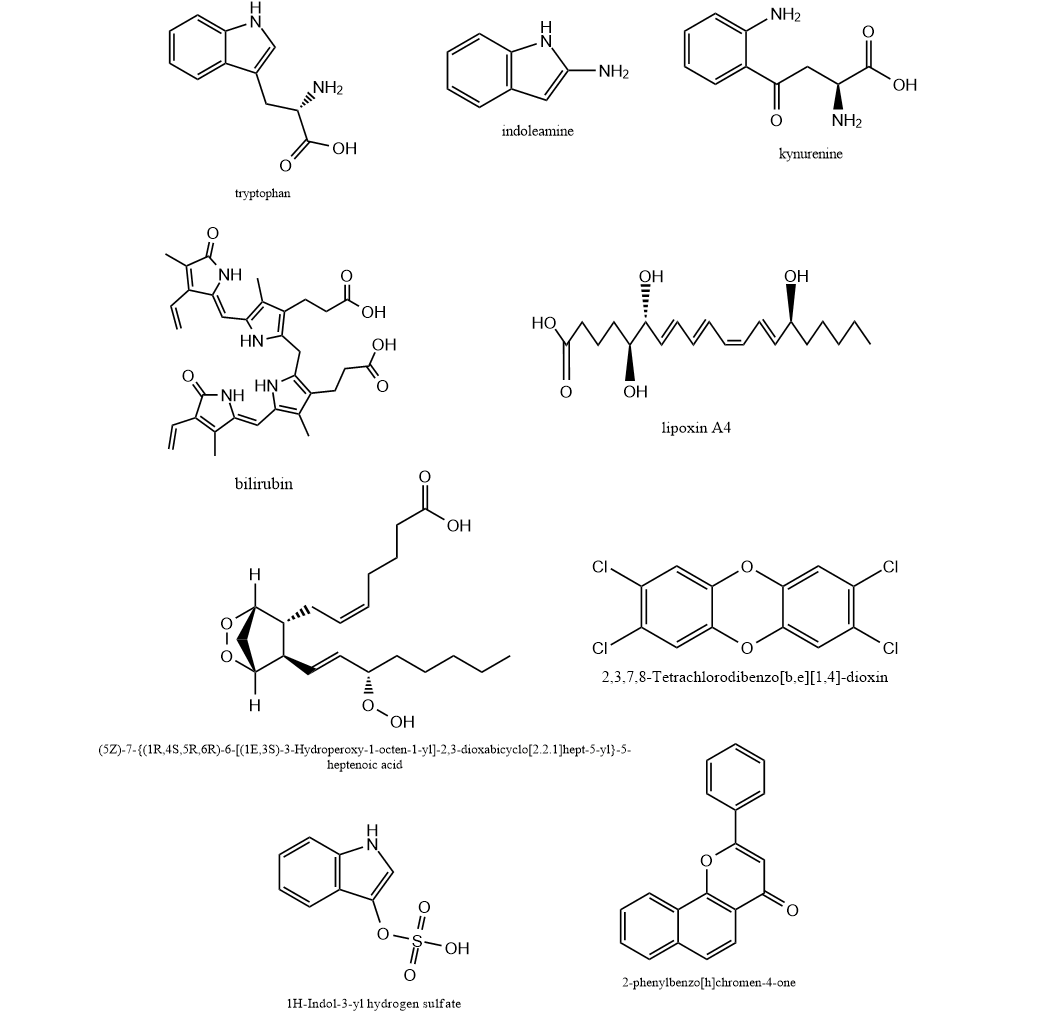 H
N
NH2
O
OH
tryptophan
H
N
NH2
indoleamine
NH2
O
OH
O
NH2
kynurenine
O
NH
O
OH
HN
OH
O
O
NH
HN
bilirubin
OH
OH
HO
O
OH
lipoxin A4
O
OH
H
O
O
H
O
OH
(5Z)-7-{(1R,4S,5R,6R)-6-[(1E,3S)-3-Hydroperoxy-1-octen-1-yl]-2,3-dioxabicyclo[2.2.1]hept-5-yl}-5-
heptenoic acid
Cl
O
Cl
Cl
O
Cl
2,3,7,8-Tetrachlorodibenzo[b,e][1,4]-dioxin
H
N
O
O
S
OH
O
1H-Indol-3-yl hydrogen sulfate
O
O
2-phenylbenzo[h]chromen-4-one